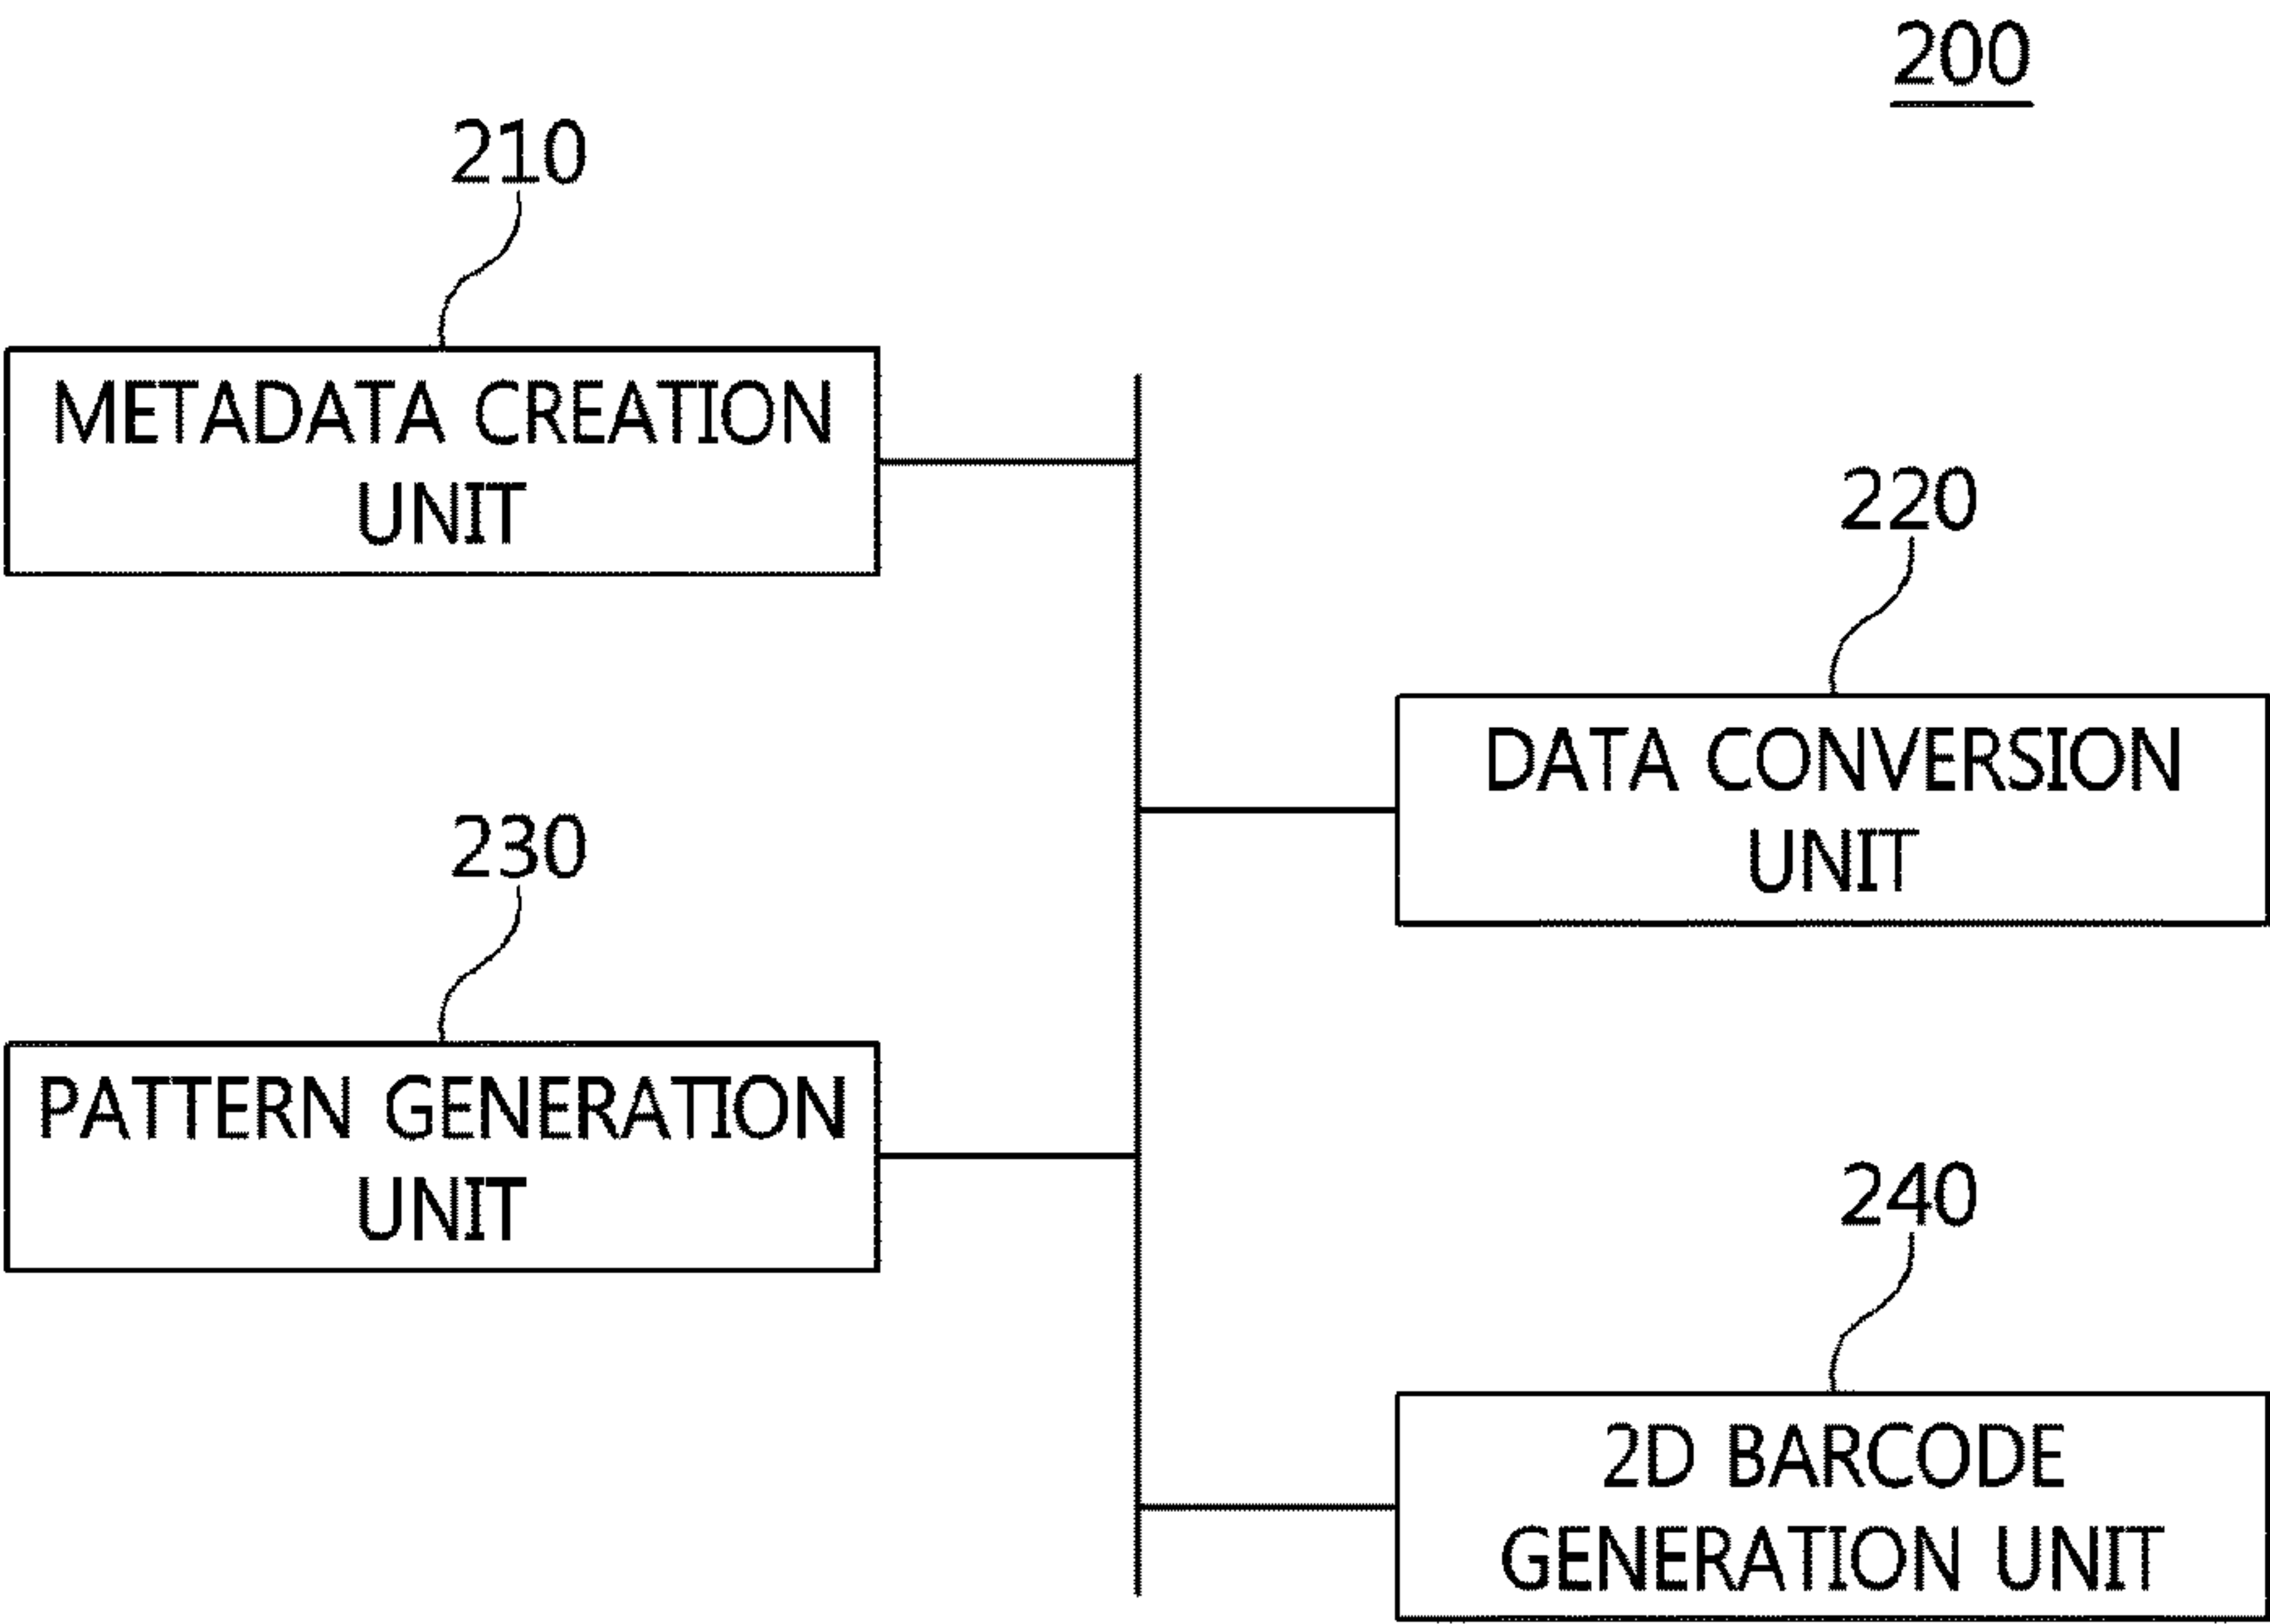 200
210
METADATA CREATION
UNIT
220
DATA CONVERSION
UNIT
230
PATTERN GENERATION
UNIT
240
2D BARCODE
GENERATION UNIT